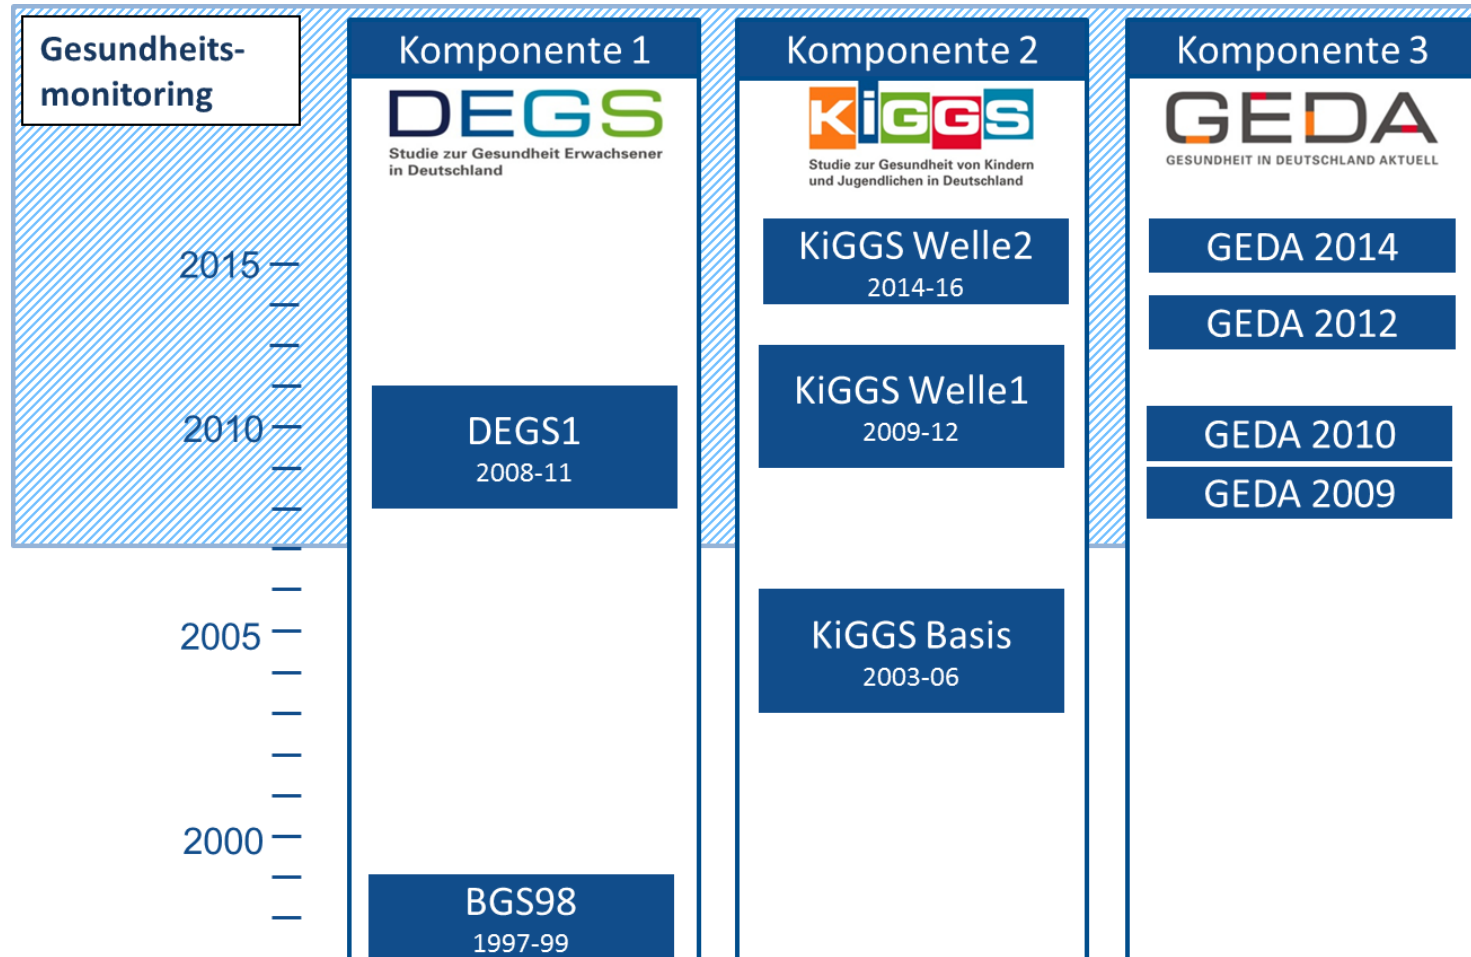 Gesundheits-
monitoring
2015
2010
2005
2000
Komponente 1
DEGS
Studie zur Gesundheit Erwachsener
in Deutschland
DEGS1
2008-11
BGS98
1997-99
Komponente 2
KiGGS
Studie zur Gesundheit von Kindern
und Jugendlichen in Deutschland
KiGGS Welle2
2014-16
KiGGS Welle1
2009-12
KiGGS Basis
2003-06
Komponente 3
GEDA
GESUNDHEIT IN DEUTSCHLAND AKTUELL
GEDA 2014
GEDA 2012
GEDA 2010
GEDA 2009